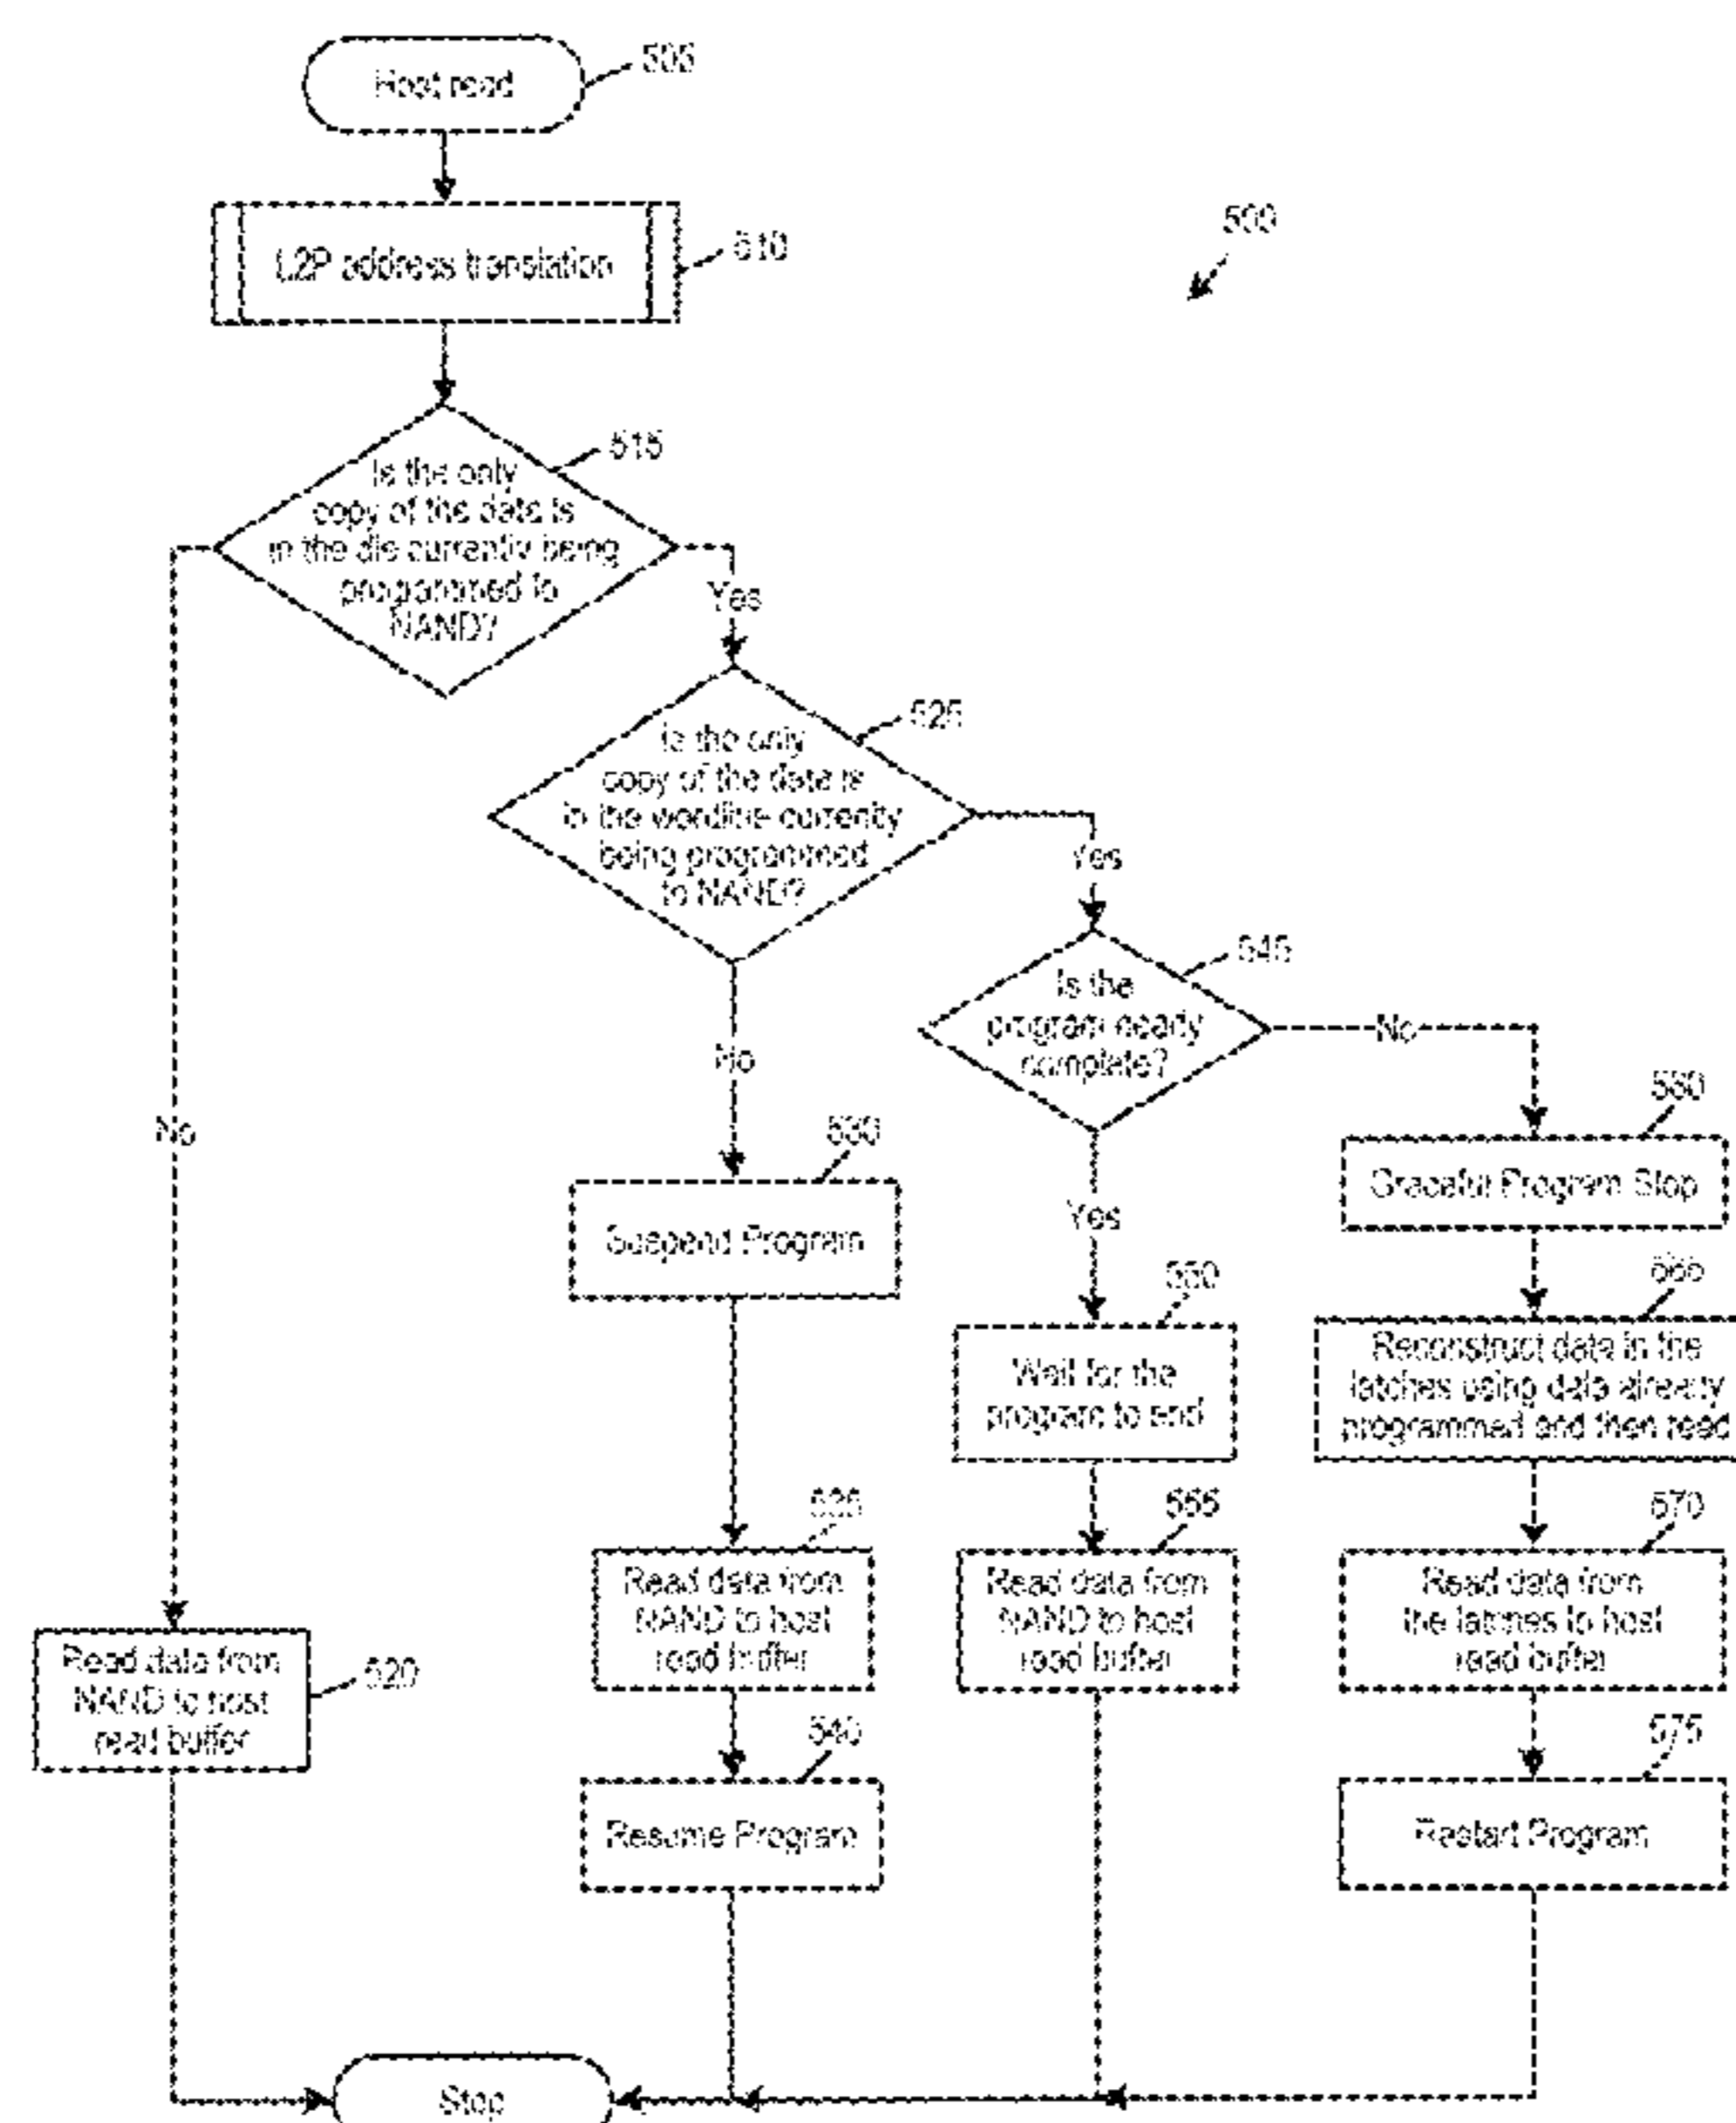 Host read
505
500
L2P address translation
510
515
Is the only
copy of the data is
in the die currently being
programmed to
NAND?
Yes
525
Is the only
copy of the data is
in the wordline currently
being programmed
to NAND?
Yes
545
Is the
program nearly
complete?
No
No
No
530
560
Graceful Program Stop
Suspend Program
Yes
550
565
Wait for the
program to end
Reconstruct data in the
latches using data already
programmed and then read
535
555
570
Read data from
NAND to host
read buffer
Read data from
NAND to host
read buffer
Read data from
the latches to host
read buffer
Read data from
NAND to host
read buffer
520
540
575
Resume Program
Restart Program
Stop